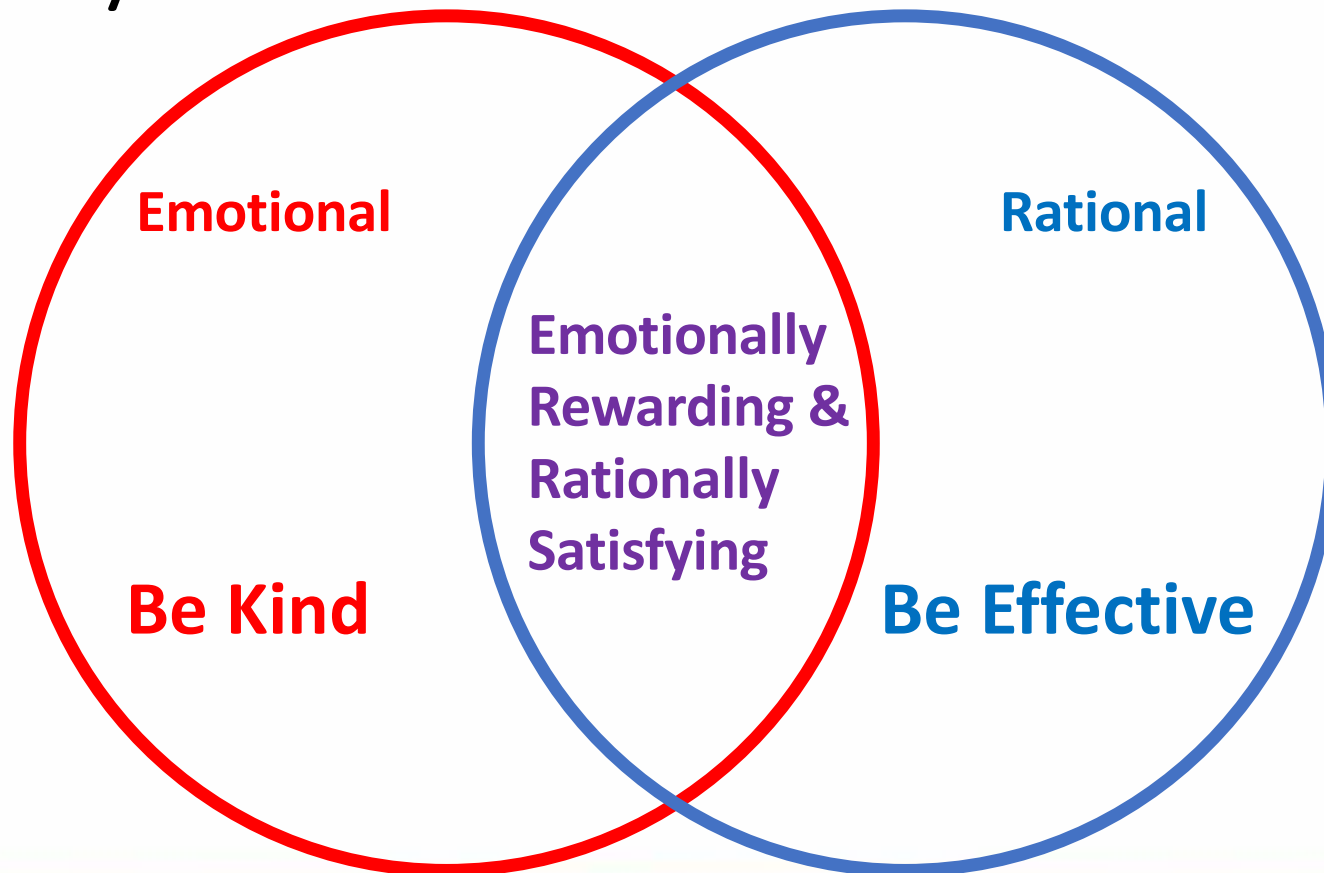 Emotional
Rational
Emotionally
Rewarding &
Rationally
Satisfying
Be Kind
Be Effective